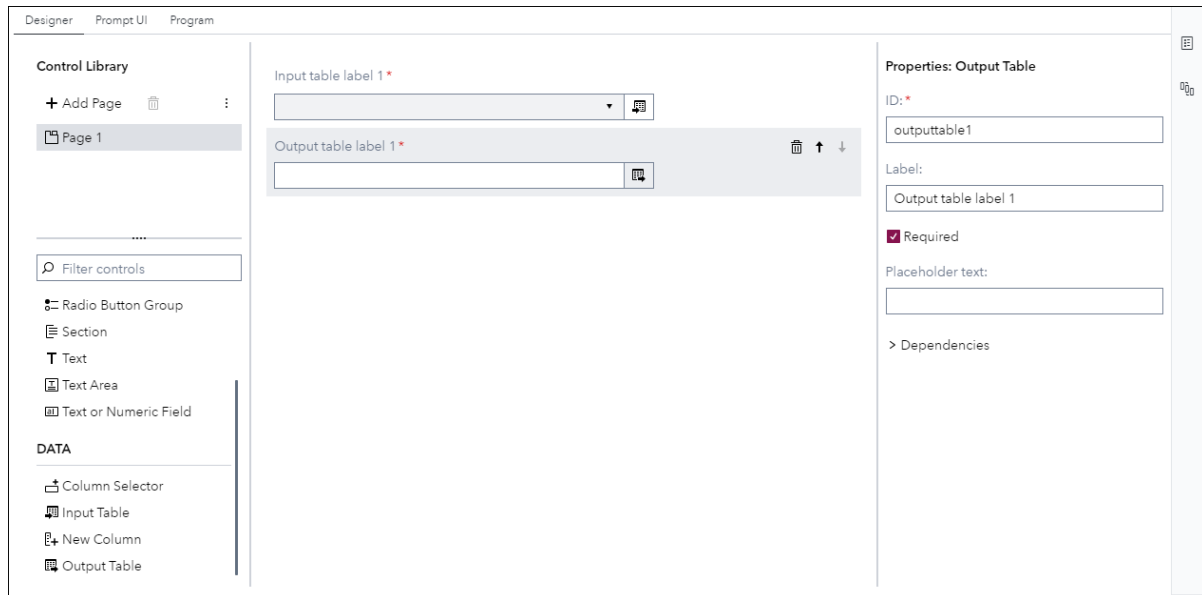 Designer Prompt UI Program
Control Library
Add Page
Page 1
Filter controls
Radio Button Group
Section
Text
Text Area
Text or Numeric Field
DATA
Column Selector
Input Table
New Column
Output Table
Input table label 1*
Output table label 1*
Properties: Output Table
ID:*
outputtable1
Label:
Output table label 1
Required
Placeholder text:
> Dependencies